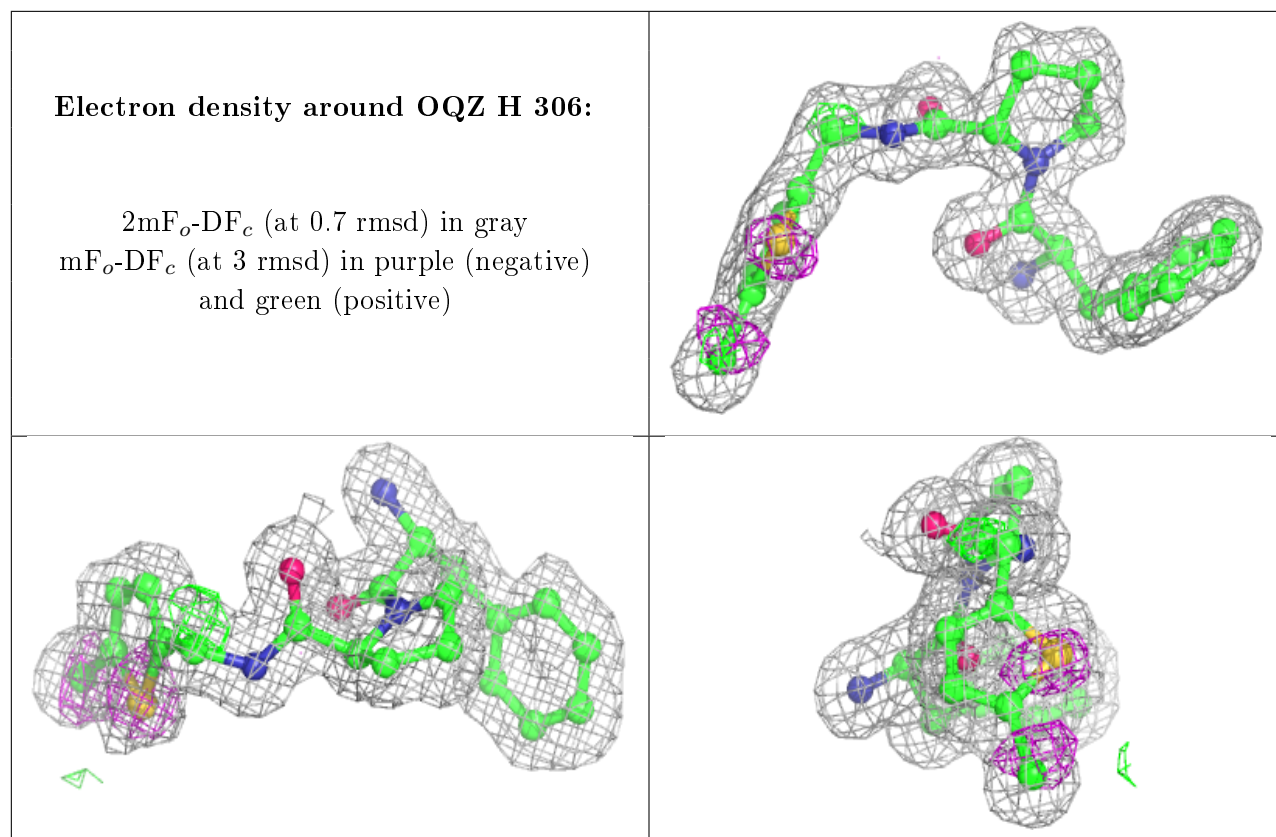 Electron density around OQZ H 306:
2mFₒ-DF𝒸 (at 0.7 rmsd) in gray
mFₒ-DF𝒸 (at 3 rmsd) in purple (negative)
and green (positive)